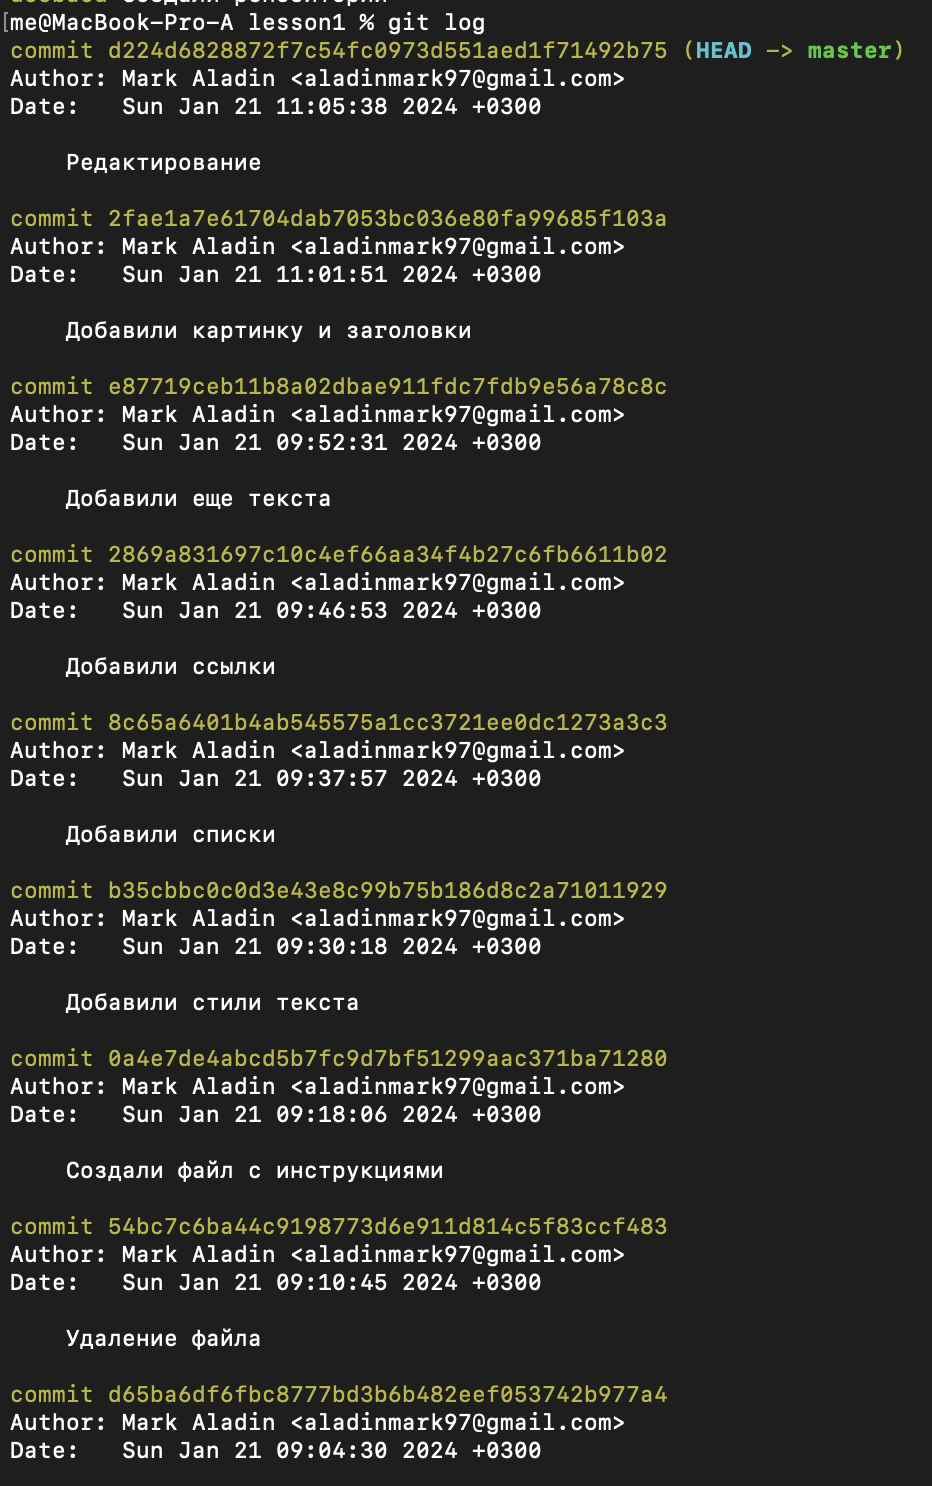 me@MacBook-Pro-A lesson1 % git log
commit d224d6828872f7c54fc0973d551aed1f71492b75 (HEAD -> master)
Author: Mark Aladin <aladinmark97@gmail.com>
Date:   Sun Jan 21 11:05:38 2024 +0300
Редактирование
commit 2fae1a7e61704dab7053bc036e80fa99685f103a
Author: Mark Aladin <aladinmark97@gmail.com>
Date:   Sun Jan 21 11:01:51 2024 +0300
Добавили картинку и заголовки
commit e87719ceb11b8a02dbae911fdc7fdb9e56a78c8c
Author: Mark Aladin <aladinmark97@gmail.com>
Date:   Sun Jan 21 09:52:31 2024 +0300
Добавили еще текста
commit 2869a831697c10c4ef66aa34f4b27c6fb6611b02
Author: Mark Aladin <aladinmark97@gmail.com>
Date:   Sun Jan 21 09:46:53 2024 +0300
Добавили ссылки
commit 8c65a6401b4ab545575a1cc3721ee0dc1273a3c3
Author: Mark Aladin <aladinmark97@gmail.com>
Date:   Sun Jan 21 09:37:57 2024 +0300
Добавили списки
commit b35cbbc0c0d3e43e8c99b75b186d8c2a71011929
Author: Mark Aladin <aladinmark97@gmail.com>
Date:   Sun Jan 21 09:30:18 2024 +0300
Добавили стили текста
commit 0a4e7de4abcd5b7fc9d7bf51299aac371ba71280
Author: Mark Aladin <aladinmark97@gmail.com>
Date:   Sun Jan 21 09:18:06 2024 +0300
Создали файл с инструкциями
commit 54bc7c6ba44c9198773d6e911d814c5f83ccf483
Author: Mark Aladin <aladinmark97@gmail.com>
Date:   Sun Jan 21 09:10:45 2024 +0300
Удаление файла
commit d65ba6df6fbc8777bd3b6b482eef053742b977a4
Author: Mark Aladin <aladinmark97@gmail.com>
Date:   Sun Jan 21 09:04:30 2024 +0300